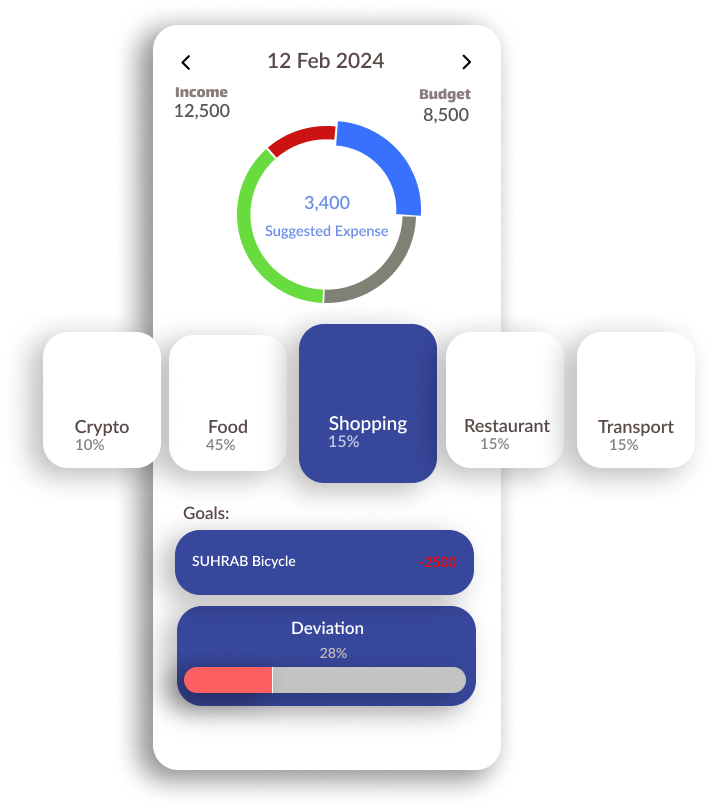 12 Feb 2024
Income
12,500
Budget
8,500
3,400
Suggested Expense
Crypto
10%
Food
45%
Shopping
15%
Restaurant
15%
Transport
15%
Goals:
SUHRAB Bicycle
-2500
Deviation
28%